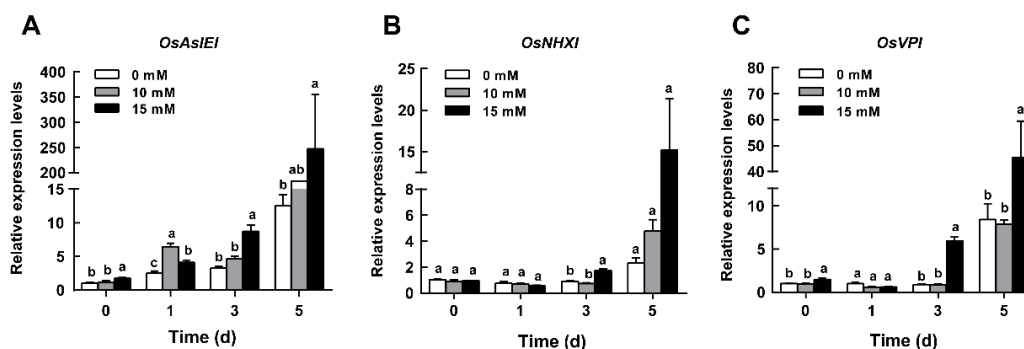 A
OsAsIEI
Relative expression levels
400
350
300
250
200
15
10
5
0
0 mM
10 mM
15 mM
b b a
c a b
b b a
b ab a
0 1 3 5
Time (d)
B
OsNHXI
Relative expression levels
25
20
15
8
6
4
2
0
0 mM
10 mM
15 mM
a a a
a a a
b b a
a a a
0 1 3 5
Time (d)
C
OsVPI
Relative expression levels
80
70
60
50
40
10
5
0
0 mM
10 mM
15 mM
b b a
a a a
b b a
b b a
0 1 3 5
Time (d)